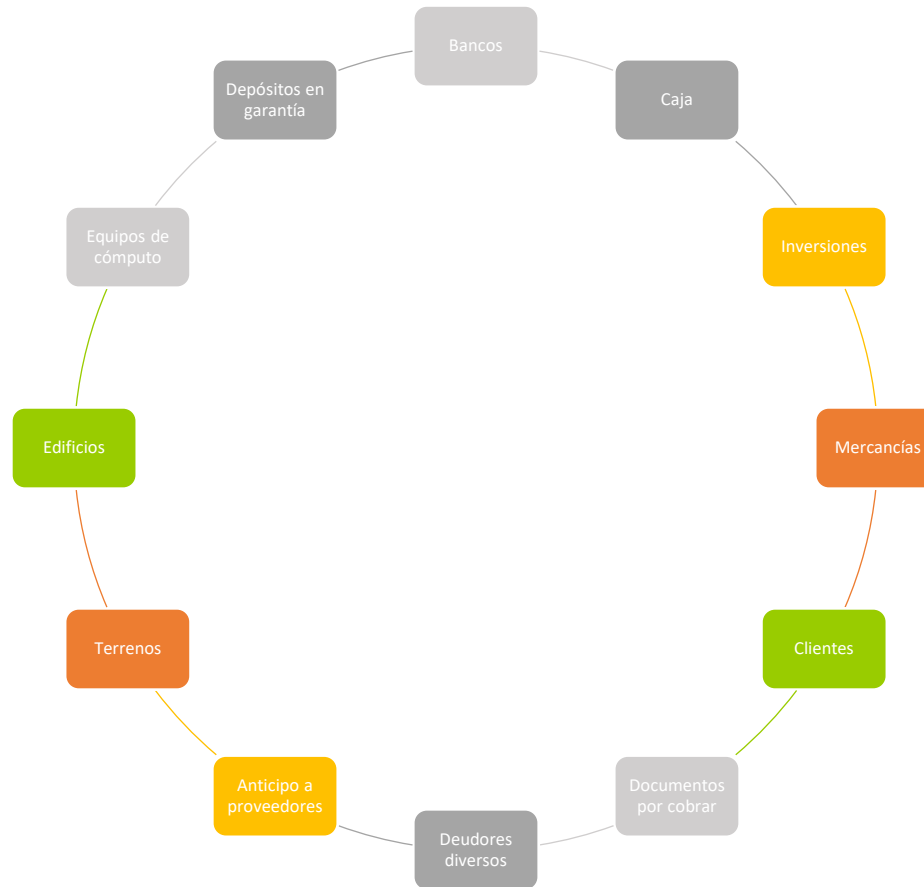 Bancos
Caja
Inversiones
Mercancías
Clientes
Documentos
por cobrar
Deudores
diversos
Anticipo a
proveedores
Terrenos
Edificios
Equipos de
cómputo
Depósitos en
garantía